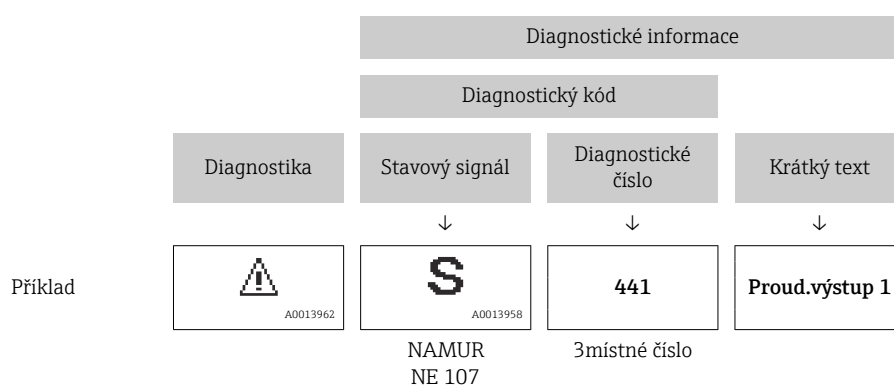 Diagnostické informace
Diagnostický kód
Diagnostika
Stavový signál
Diagnostické
číslo
Krátký text
↓ ↓ ↓
Příklad
A0013962
S
A0013958
441
Proud.výstup 1
NAMUR
NE 107
3místné číslo